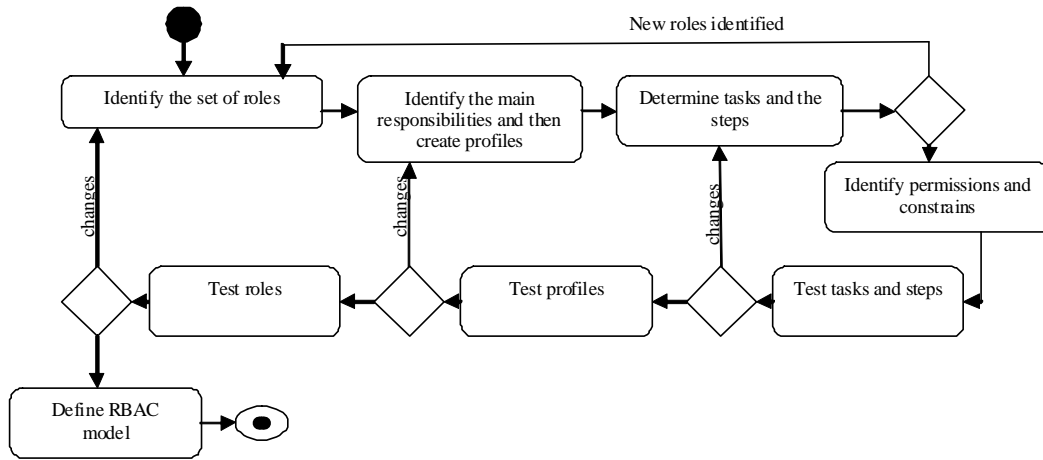 New roles identified
Identify the set of roles
Identify the main
responsibilities and then
create profiles
Determine tasks and the
steps
Identify permissions and
constrains
changes
changes
changes
Test roles
Test profiles
Test tasks and steps
Define RBAC
model